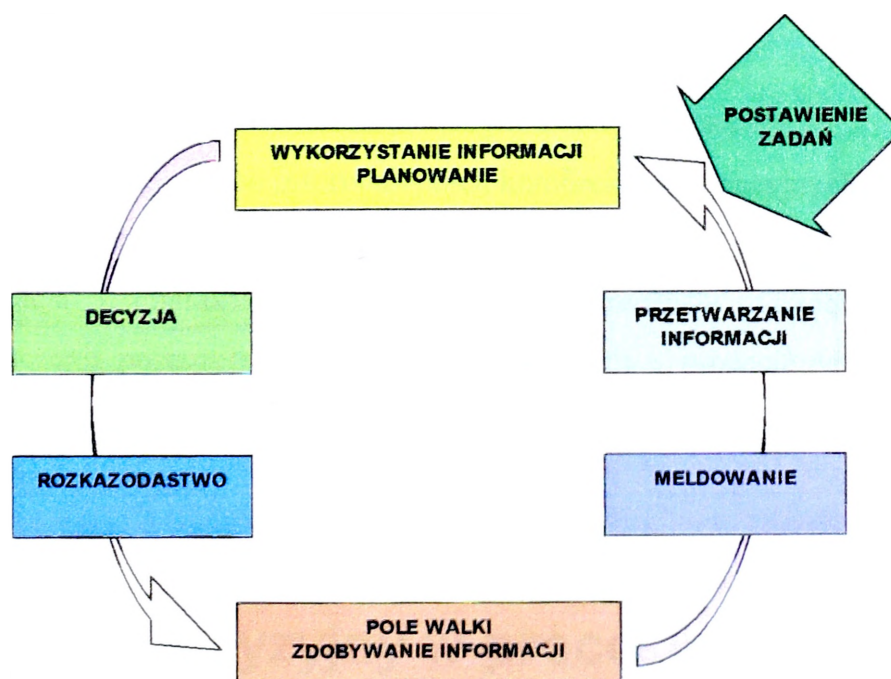 POSTAWIENIE
ZADAŃ
WYKORZYSTANIE INFORMACJI
PLANOWANIE
DECYZJA
PRZETWARZANIE
INFORMACJI
ROZKAZODASTWO
MELDOWANIE
POLE WALKI
ZDOBYWANIE INFORMACJI